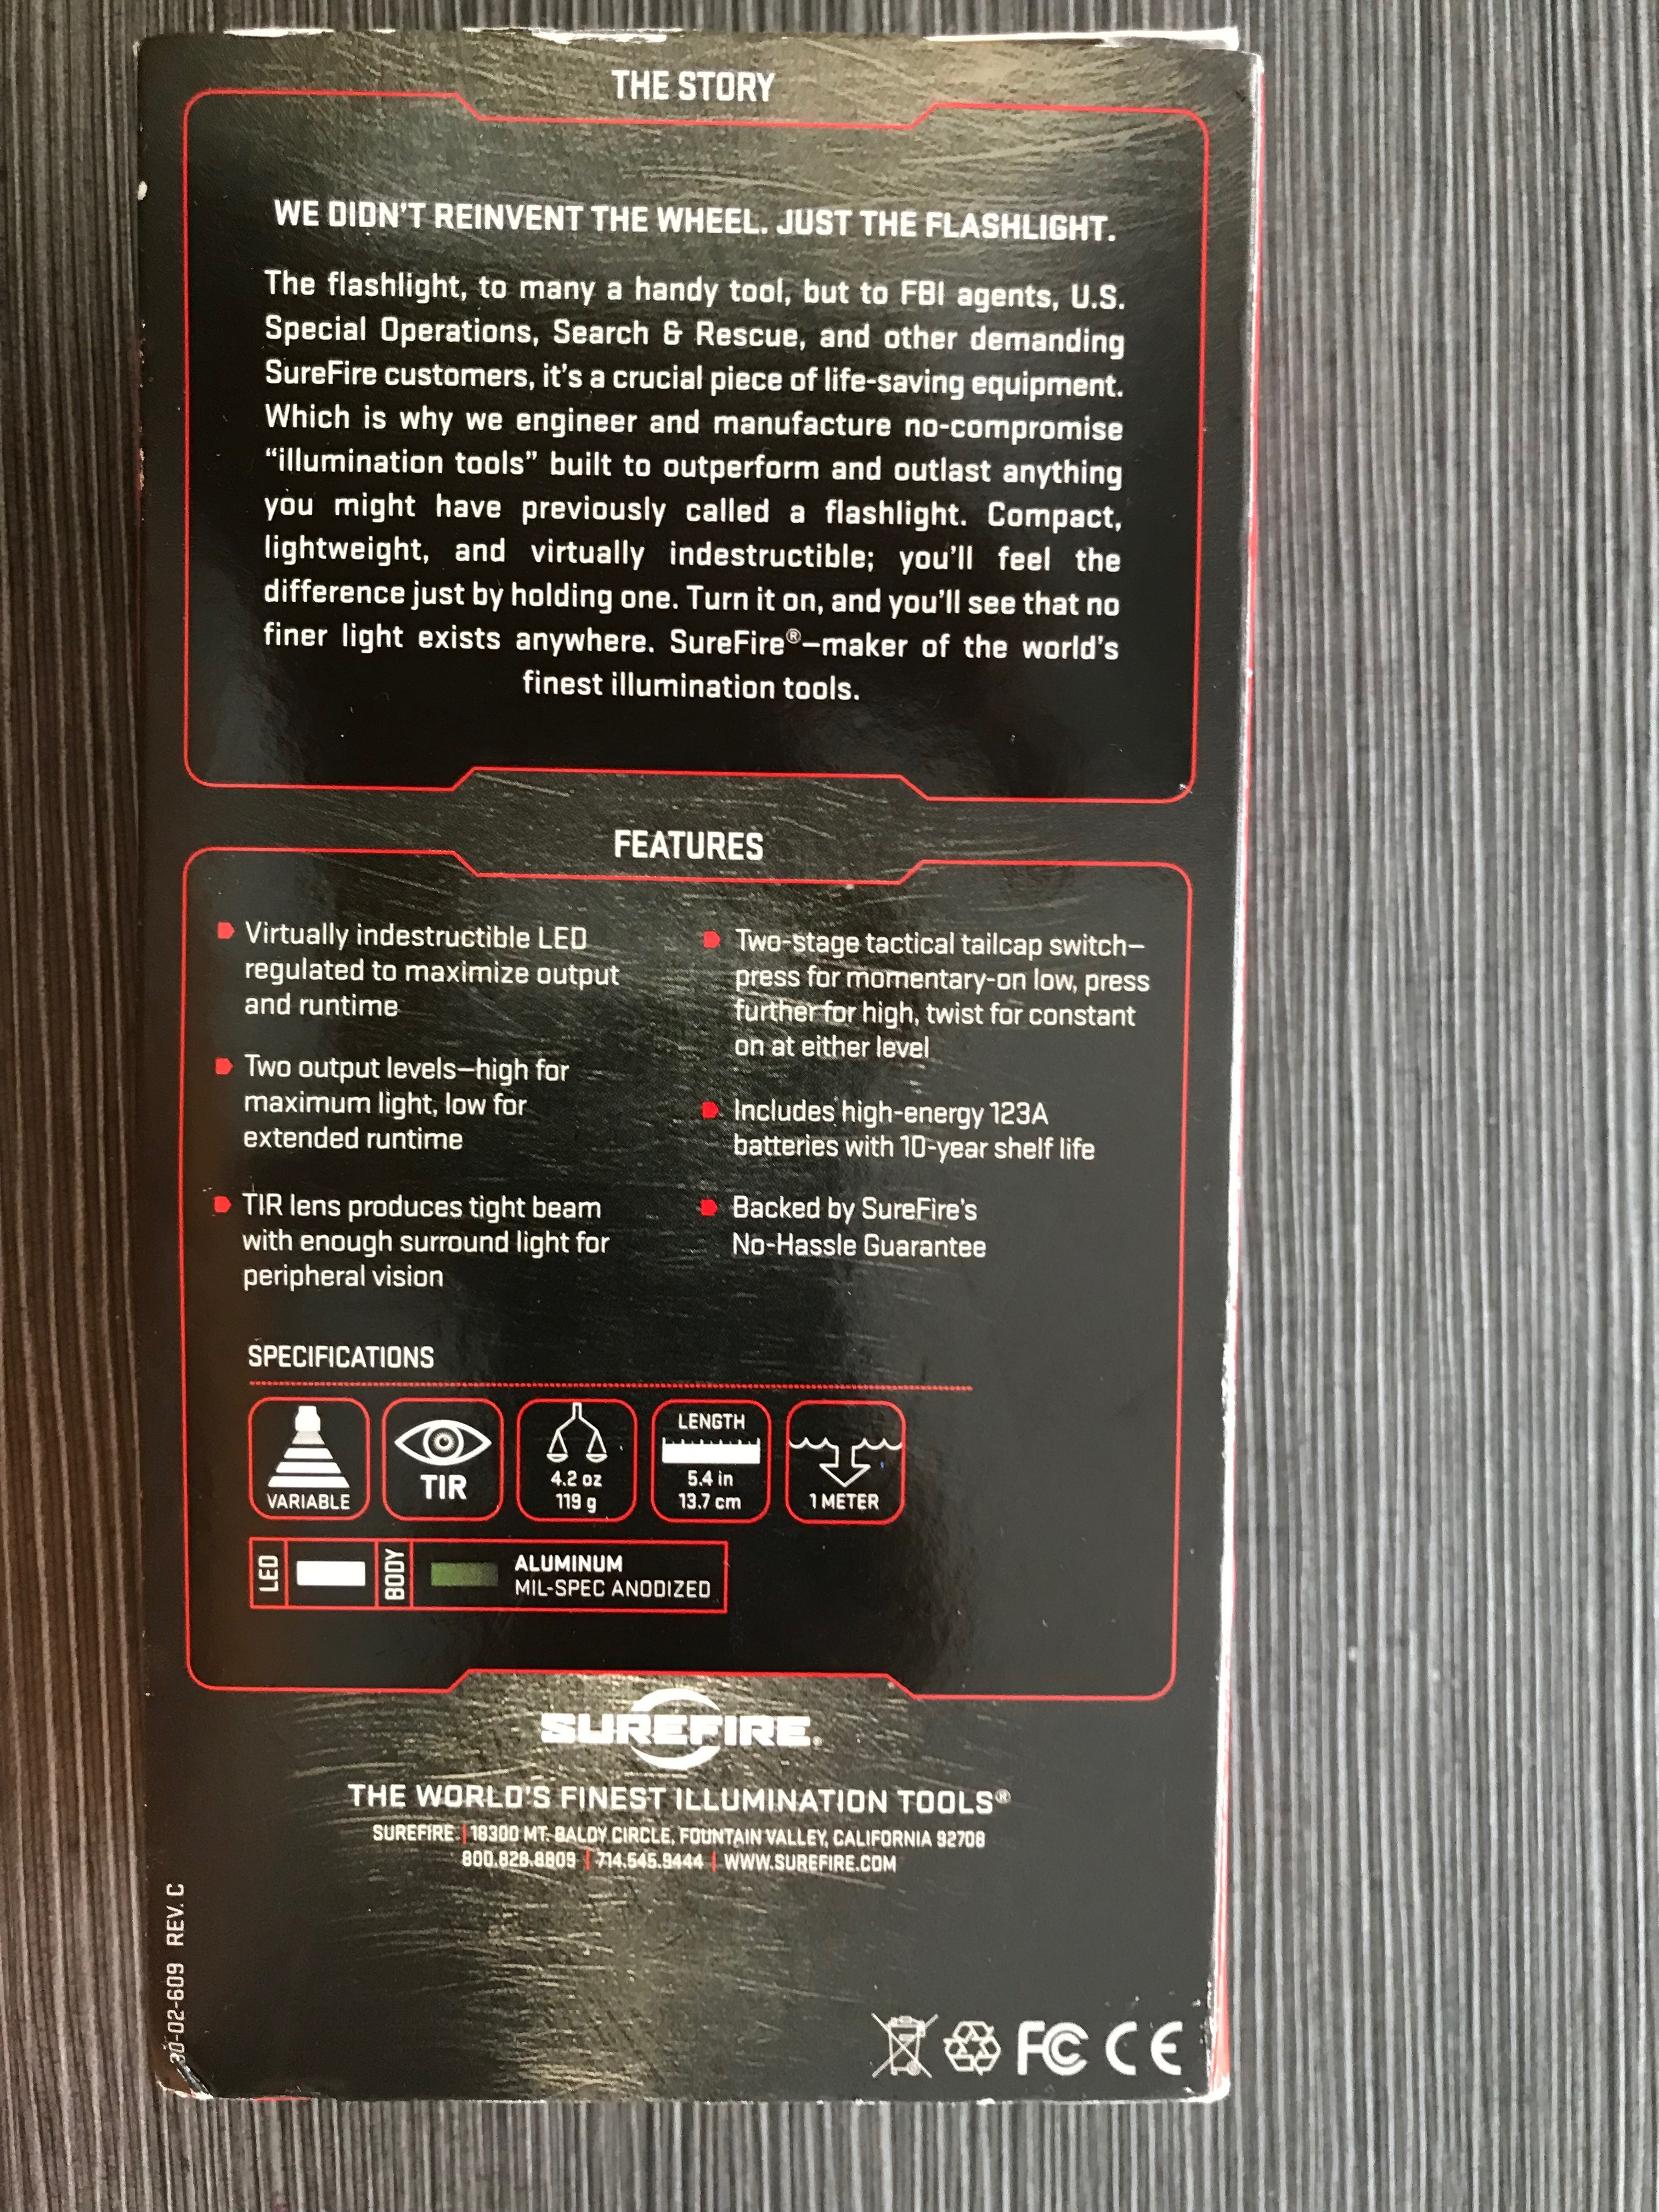 THE STORY
WE DIDN'T REINVENT THE WHEEL. JUST THE FLASHLIGHT.
The flashlight, to many a handy tool, but to FBI agents, U.S.
Special Operations, Search & Rescue, and other demanding
SureFire customers, it's a crucial piece of life-saving equipment.
Which is why we engineer and manufacture no-compromise
“illumination tools” built to outperform and outlast anything
you might have previously called a flashlight. Compact,
lightweight, and virtually indestructible; you'll feel the
difference just by holding one. Turn it on, and you'll see that no
finer light exists anywhere. SureFire®—maker of the world's
finest illumination tools.
FEATURES
Virtually indestructible LED
regulated to maximize output
and runtime
Two output levels—high for
maximum light, low for
extended runtime
TIR lens produces tight beam
with enough surround light for
peripheral vision
Two-stage tactical tailcap switch—
press for momentary-on low, press
further for high, twist for constant
on at either level
Includes high-energy 123A
batteries with 10-year shelf life
Backed by SureFire's
No-Hassle Guarantee
SPECIFICATIONS
VARIABLE
TIR
4.2 oz
119 g
LENGTH
5.4 in
13.7 cm
1 METER
LED
BODY
ALUMINUM
MIL-SPEC ANODIZED
SUREFIRE®
THE WORLD'S FINEST ILLUMINATION TOOLS®
SUREFIRE | 18300 MT. BALDY CIRCLE, FOUNTAIN VALLEY, CALIFORNIA 92708
800.828.8809 | 714.545.9444 | WWW.SUREFIRE.COM
30-02-609 REV. C
FC CE